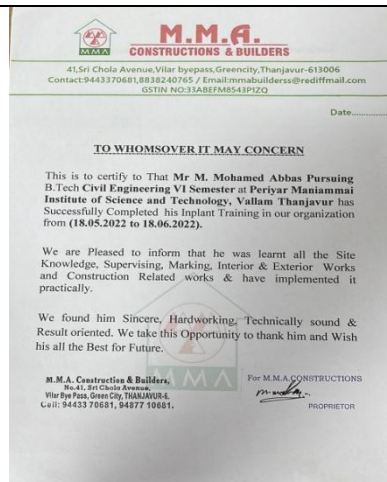 MMA
M.M.A.
CONSTRUCTIONS & BUILDERS
41,Sri Chola Avenue,Vilar byepass,Greencity,Thanjavur-613006
Contact:9443370681,8838240765 / Email:mmabuilderss@rediffmail.com
GSTIN NO:33ABEFM8543P1ZQ
Date..............
TO WHOMSOVER IT MAY CONCERN
This is to certify to That Mr M. Mohamed Abbas Pursuing
B.Tech Civil Engineering VI Semester at Periyar Maniammai
Institute of Science and Technology, Vallam Thanjavur has
Successfully Completed his Inplant Training in our organization
from (18.05.2022 to 18.06.2022).
We are Pleased to inform that he was learnt all the Site
Knowledge, Supervising, Marking, Interior & Exterior Works
and Construction Related works & have implemented it
practically.
We found him Sincere, Hardworking, Technically sound &
Result oriented. We take this Opportunity to thank him and Wish
his all the Best for Future.
MMA
M.M.A. Construction & Builders,
No.41, Sri Chola Avenue,
Vilar Bye Pass, Green City, THANJAVUR-6.
Cell: 94433 70681, 94877 10681.
For M.M.A.CONSTRUCTIONS
PROPRIETOR